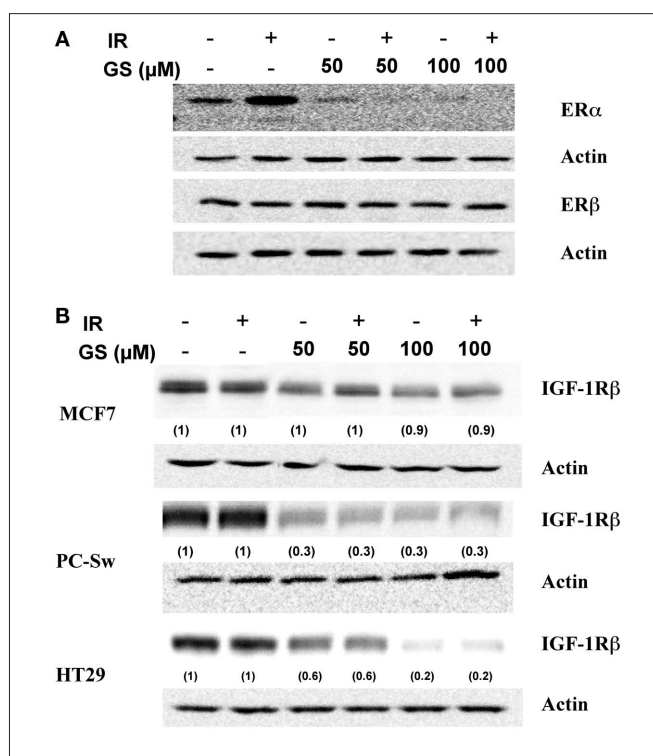 A IR - + - + - +
GS (µM) - - 50 50 100 100
ERα
Actin
ERβ
Actin
B IR - + - + - +
GS (µM) - - 50 50 100 100
IGF-1Rβ
MCF7
(1) (1) (1) (1) (0.9) (0.9)
Actin
IGF-1Rβ
(1) (1) (0.3) (0.3) (0.3) (0.3)
PC-Sw
Actin
IGF-1Rβ
(1) (1) (0.6) (0.6) (0.2) (0.2)
HT29
Actin